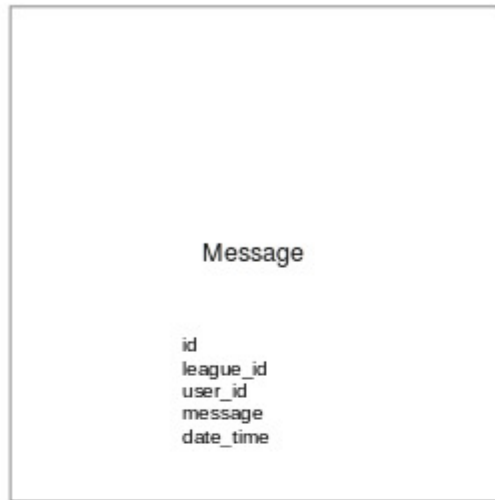 Message
id
league_id
user_id
message
date_time